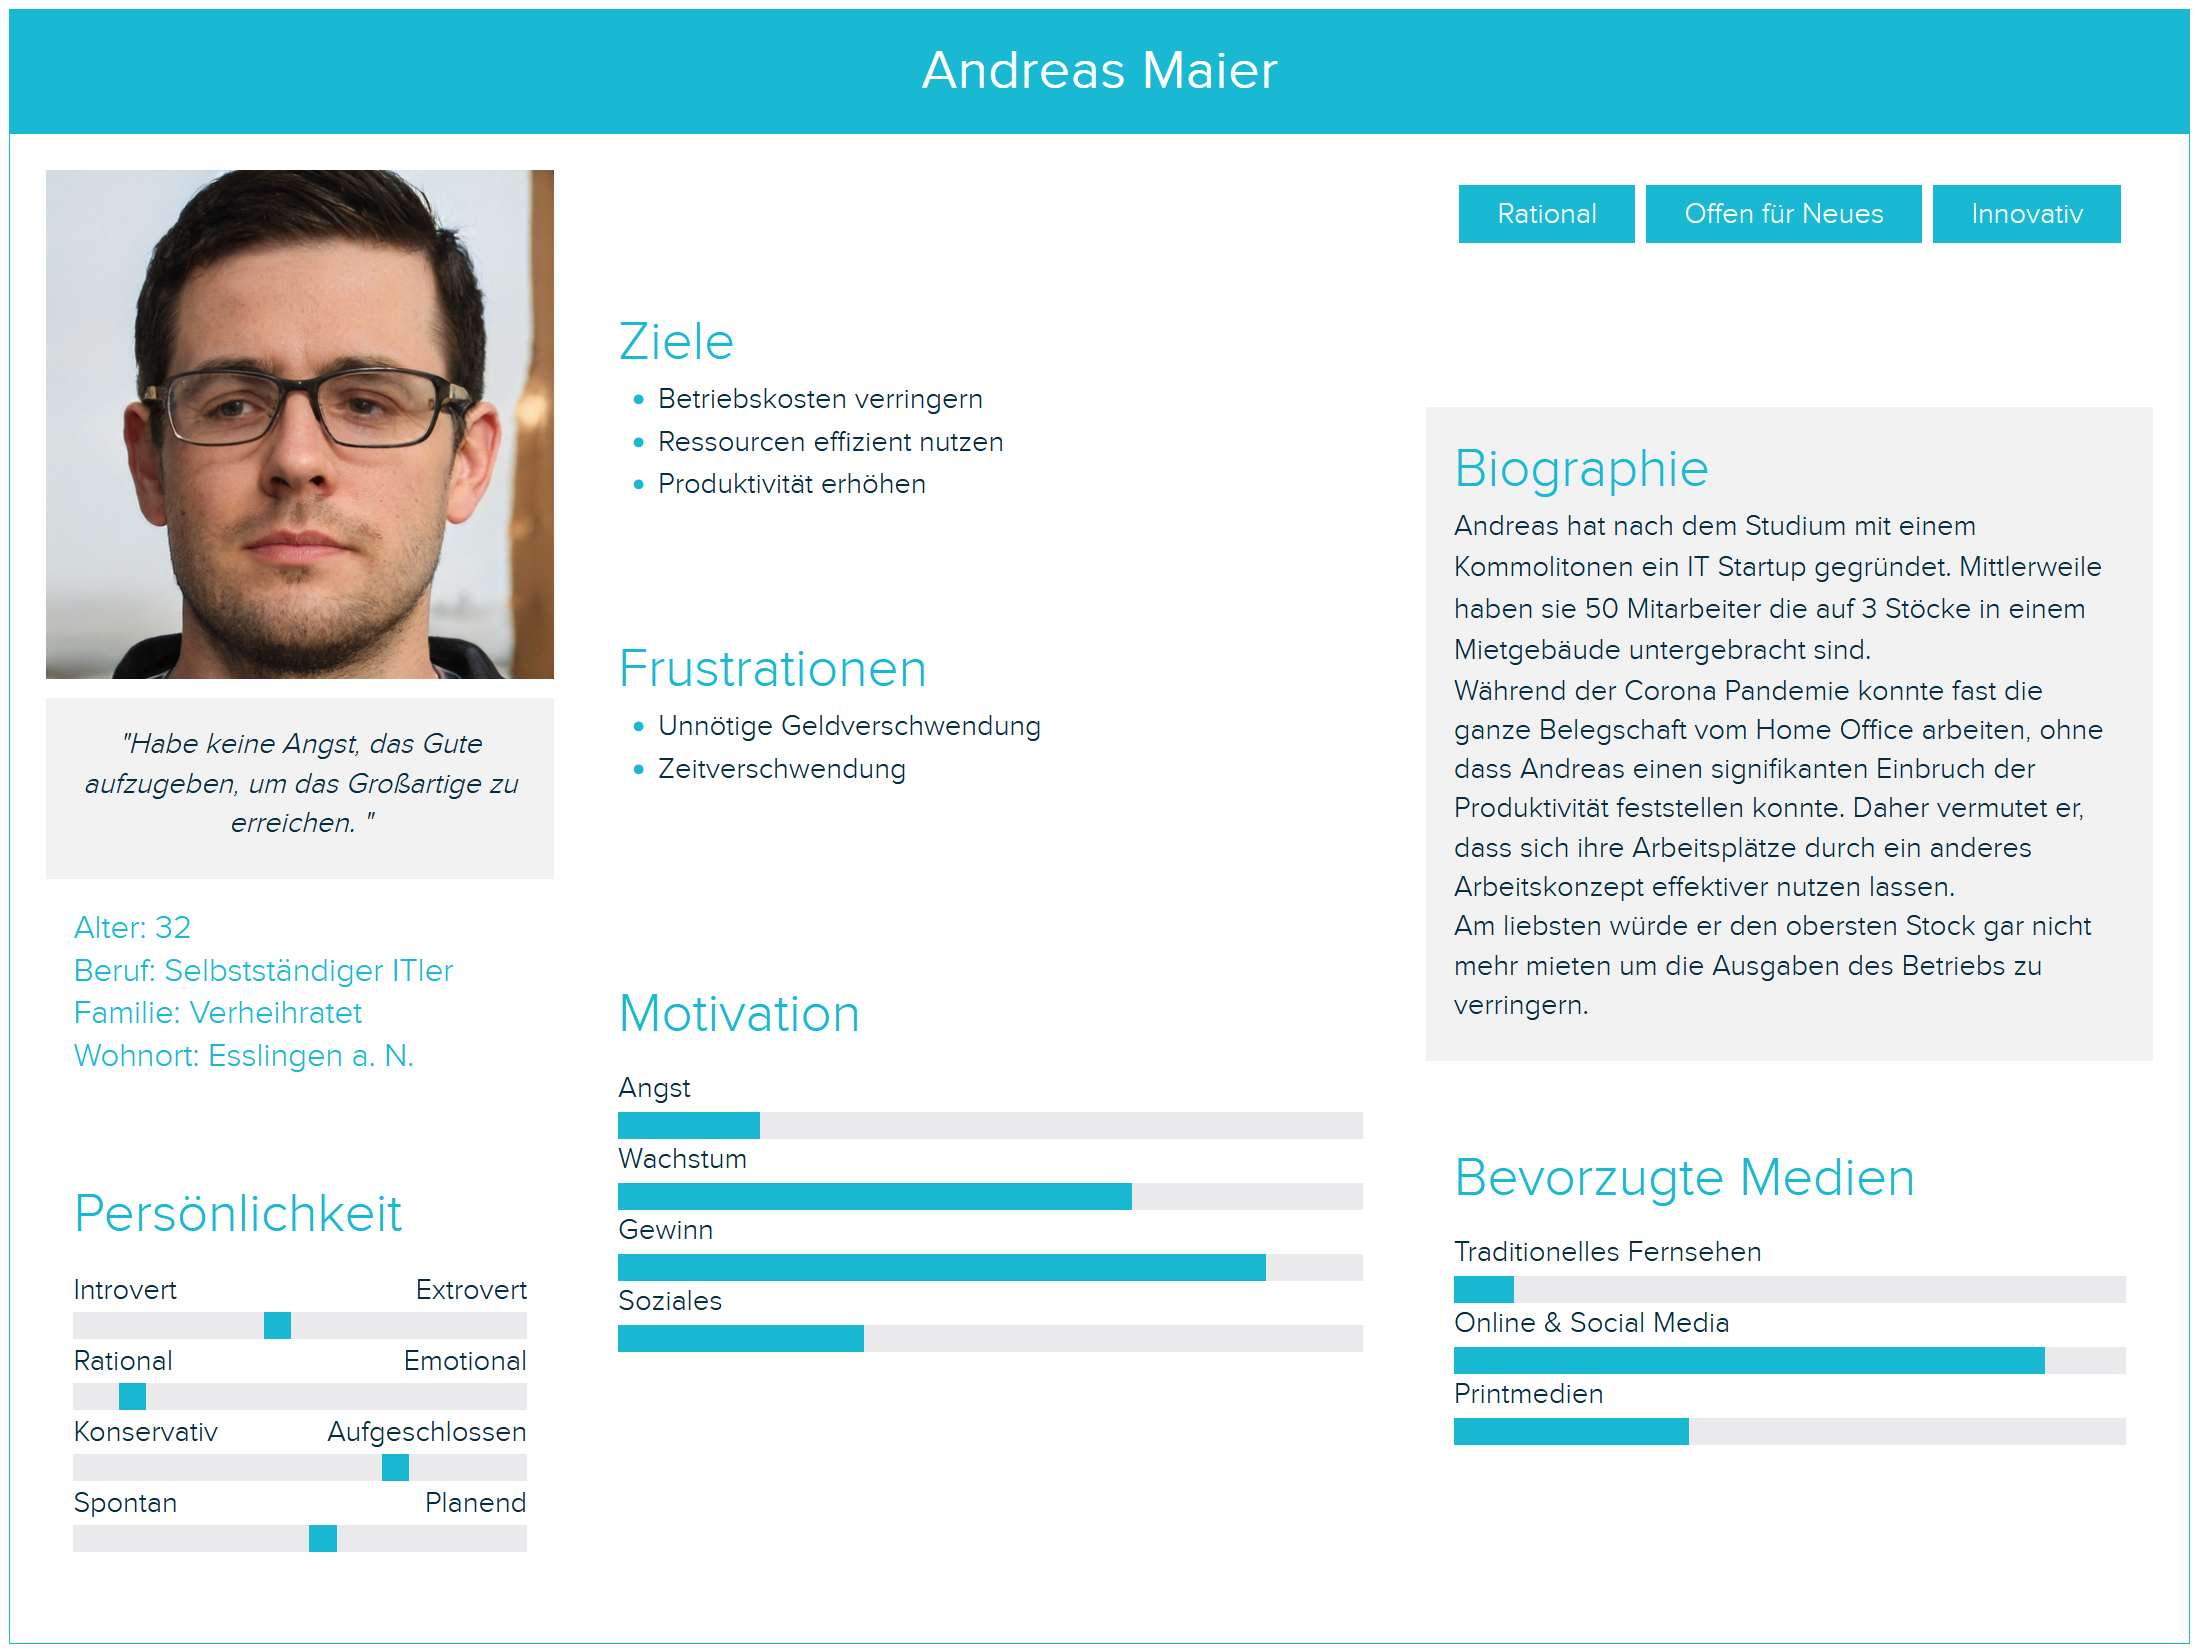 Andreas Maier
"Habe keine Angst, das Gute
aufzugeben, um das Großartige zu
erreichen. "
Alter: 32
Beruf: Selbstständiger ITler
Familie: Verheihratet
Wohnort: Esslingen a. N.
Persönlichkeit
Introvert Extrovert
Rational Emotional
Konservativ Aufgeschlossen
Spontan Planend
Ziele
• Betriebskosten verringern
• Ressourcen effizient nutzen
• Produktivität erhöhen
Frustrationen
• Unnötige Geldverschwendung
• Zeitverschwendung
Motivation
Angst
Wachstum
Gewinn
Soziales
Rational Offen für Neues Innovativ
Biographie
Andreas hat nach dem Studium mit einem
Kommolitonen ein IT Startup gegründet. Mittlerweile
haben sie 50 Mitarbeiter die auf 3 Stöcke in einem
Mietgebäude untergebracht sind.
Während der Corona Pandemie konnte fast die
ganze Belegschaft vom Home Office arbeiten, ohne
dass Andreas einen signifikanten Einbruch der
Produktivität feststellen konnte. Daher vermutet er,
dass sich ihre Arbeitsplätze durch ein anderes
Arbeitskonzept effektiver nutzen lassen.
Am liebsten würde er den obersten Stock gar nicht
mehr mieten um die Ausgaben des Betriebs zu
verringern.
Bevorzugte Medien
Traditionelles Fernsehen
Online & Social Media
Printmedien